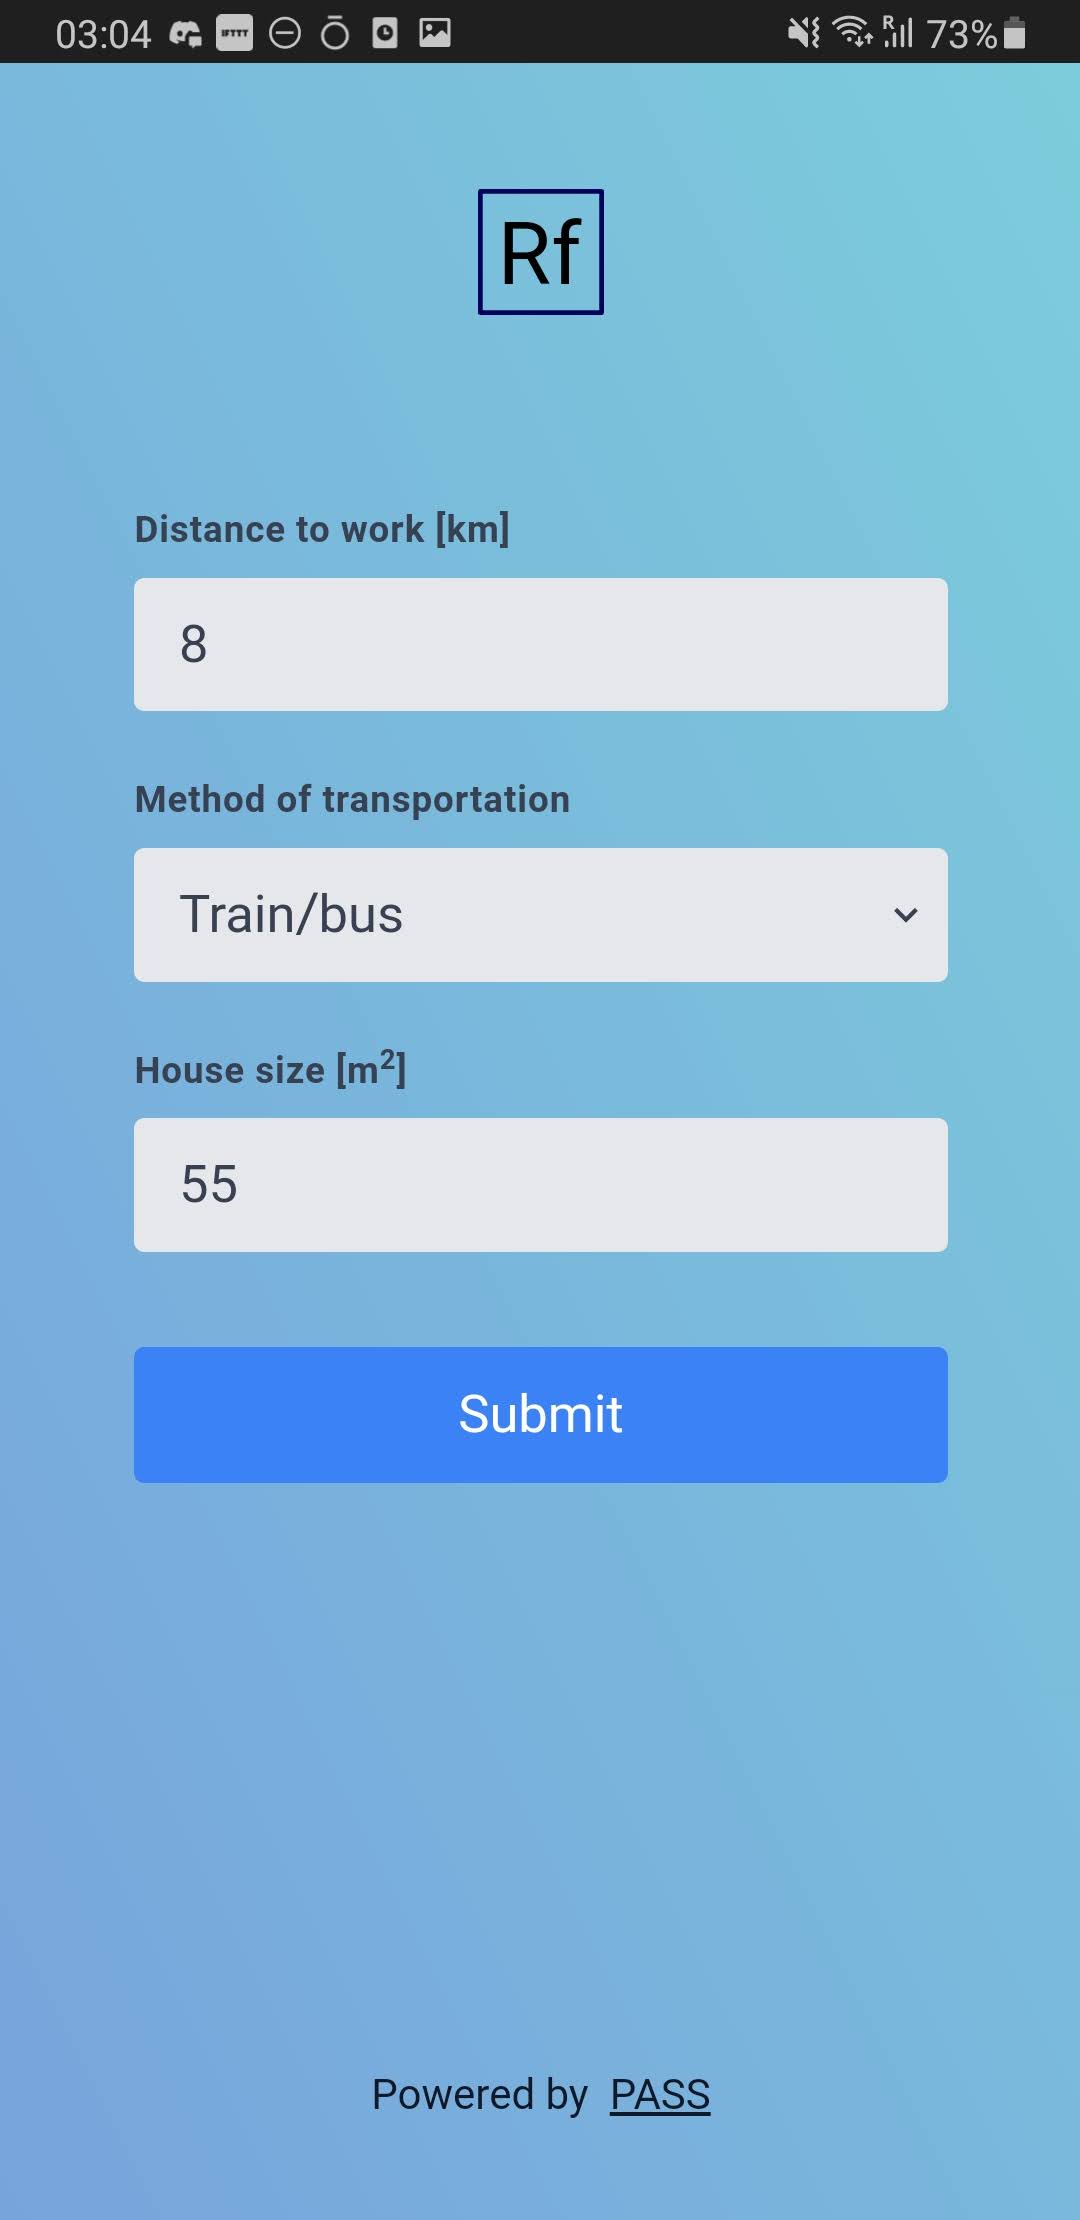 03:04 IFTTT R 73%
Rf
Distance to work [km]
8
Method of transportation
Train/bus
House size [m²]
55
Submit
Powered by PASS